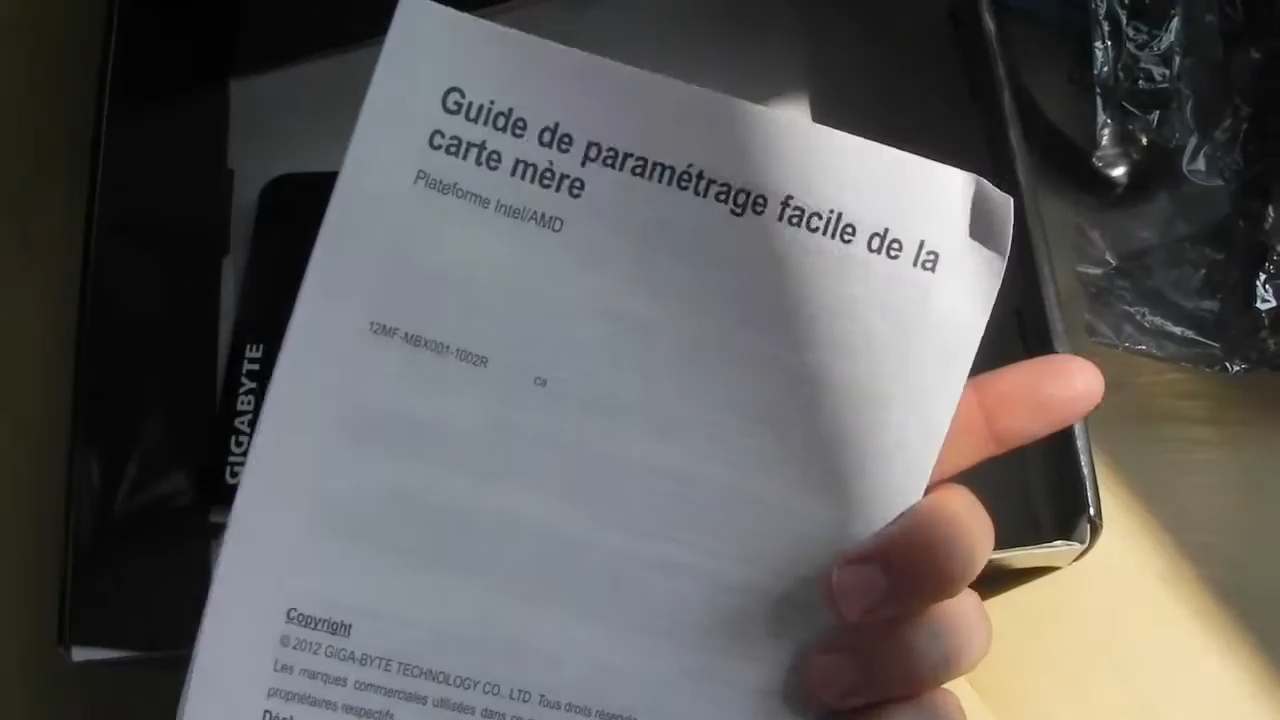 Guide de paramétrage facile de la
carte mère
Plateforme Intel/AMD
12MF-MBX001-1002R
GIGABYTE
Copyright
© 2012 GIGA-BYTE TECHNOLOGY CO., LTD Tous droits
Les marques commerciales utilisées dans
propriétaires respectifs.